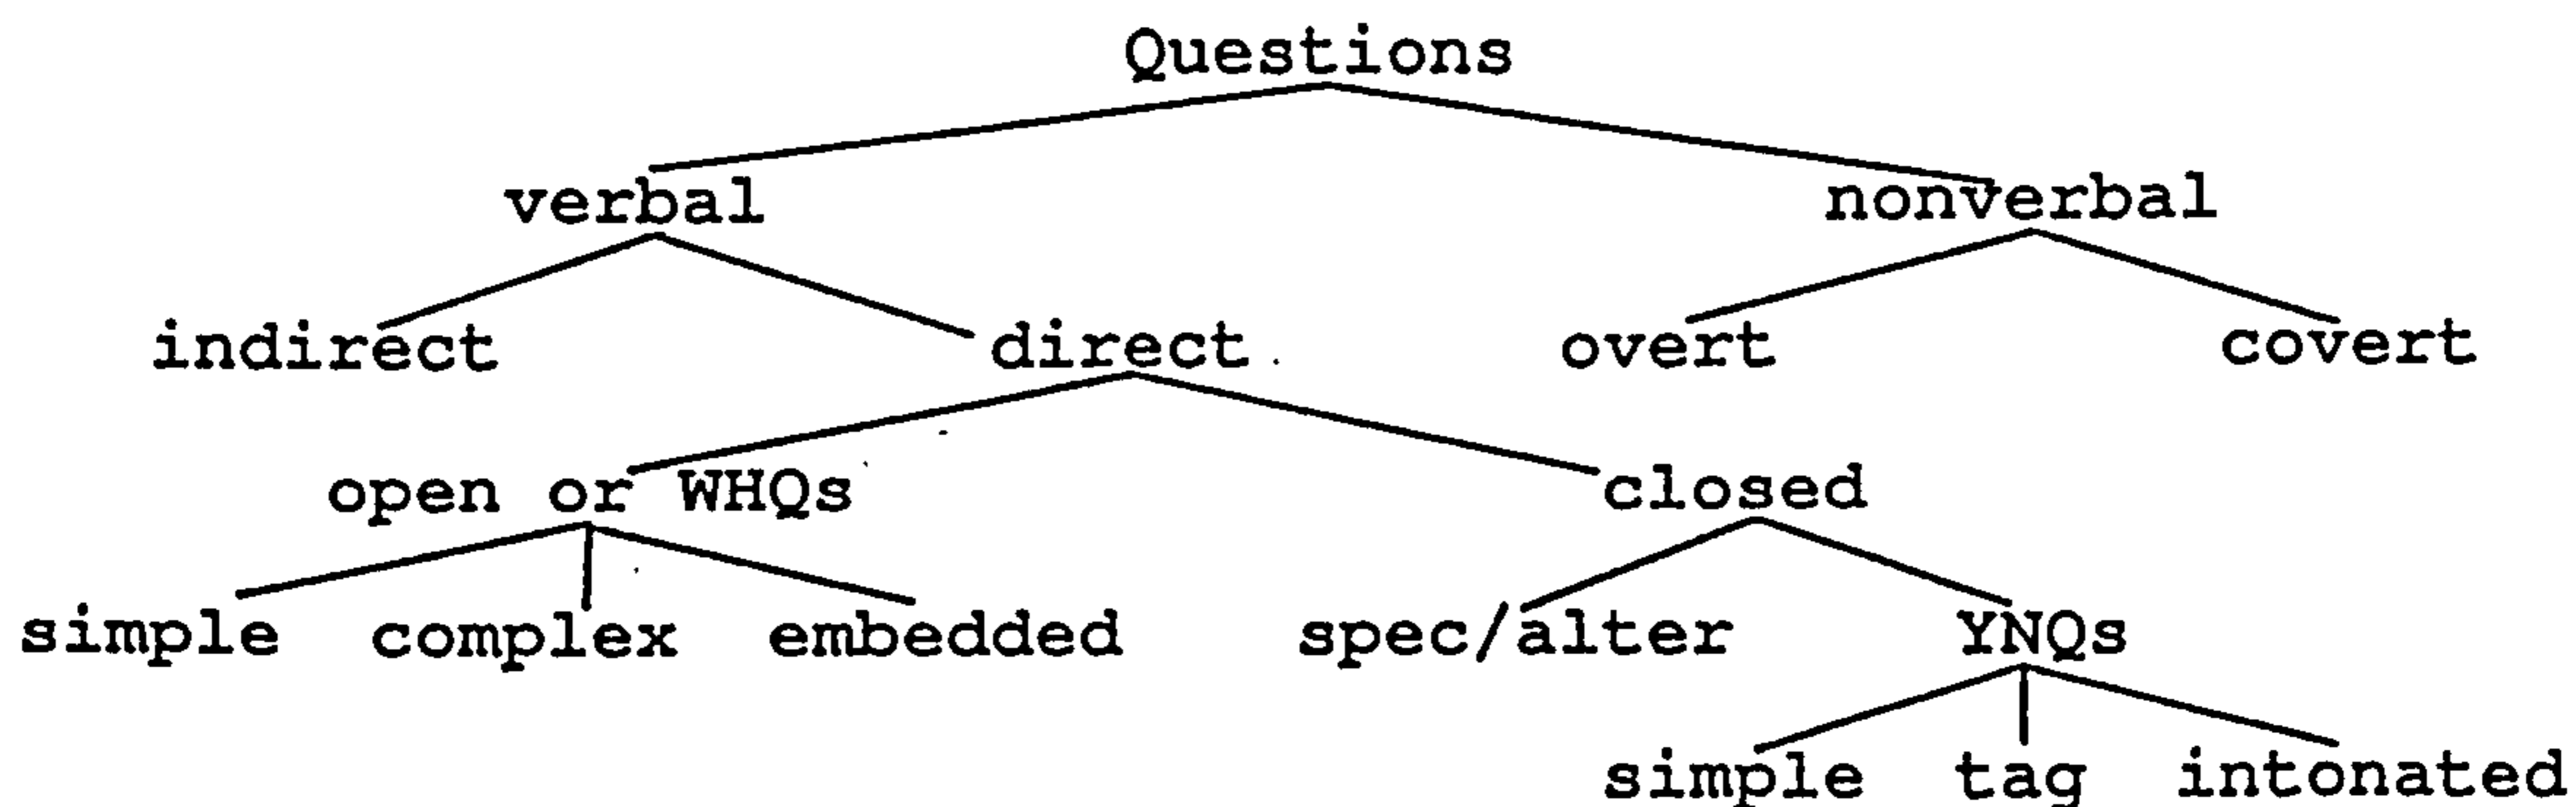 Questions
verbal nonverbal
indirect direct overt covert
open or WHQs closed
simple complex embedded spec/alter YNQs
simple tag intonated